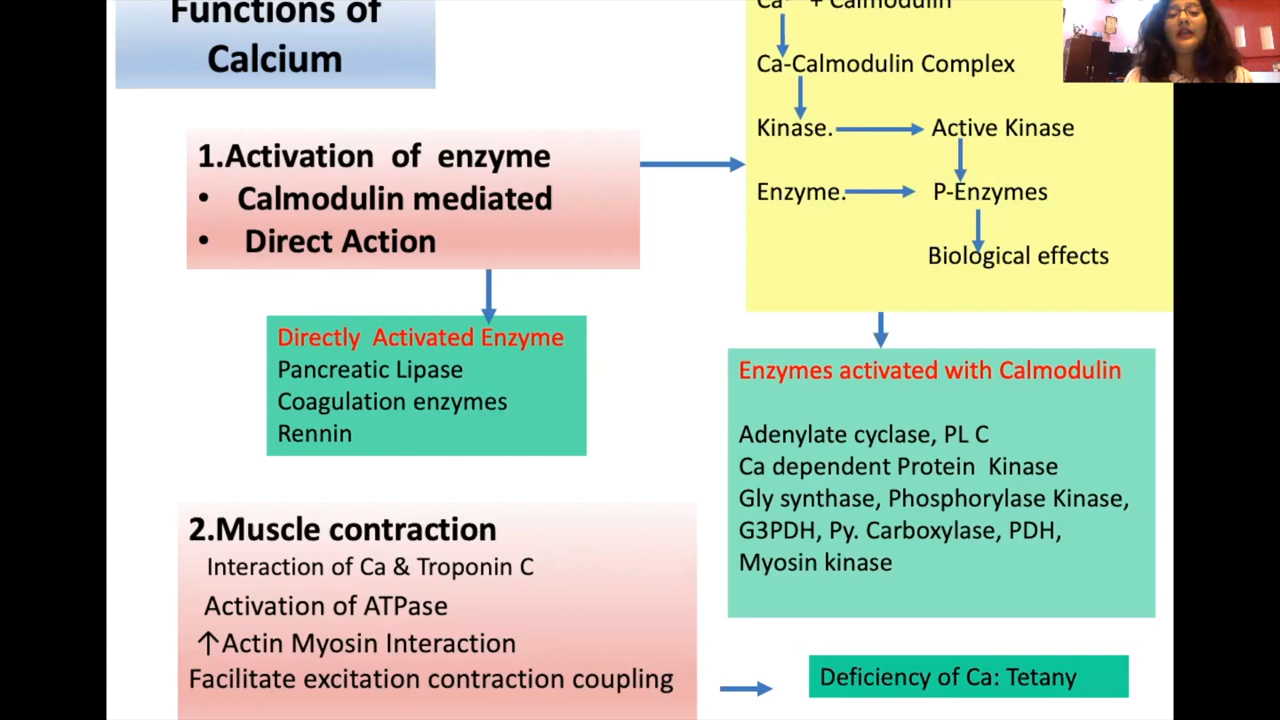 Functions of
Calcium
1.Activation of enzyme
• Calmodulin mediated
• Direct Action
Directly Activated Enzyme
Pancreatic Lipase
Coagulation enzymes
Rennin
2.Muscle contraction
Interaction of Ca & Troponin C
Activation of ATPase
↑Actin Myosin Interaction
Facilitate excitation contraction coupling
+ Calmodulin
Ca-Calmodulin Complex
Kinase. Active Kinase
Enzyme. P-Enzymes
Biological effects
Enzymes activated with Calmodulin
Adenylate cyclase, PL C
Ca dependent Protein Kinase
Gly synthase, Phosphorylase Kinase,
G3PDH, Py. Carboxylase, PDH,
Myosin kinase
Deficiency of Ca: Tetany